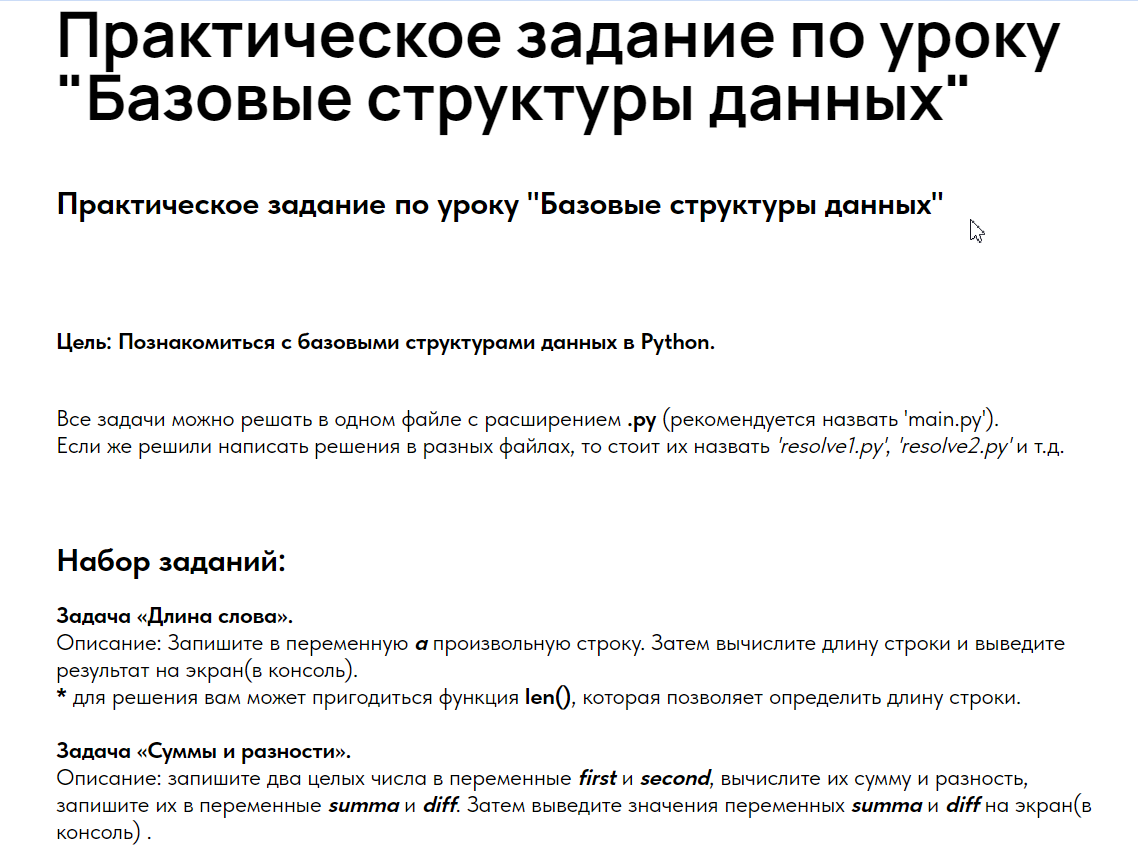 Практическое задание по уроку
"Базовые структуры данных"
Практическое задание по уроку "Базовые структуры данных"
Цель: Познакомиться с базовыми структурами данных в Python.
Все задачи можно решать в одном файле с расширением .py (рекомендуется назвать 'main.py').
Если же решили написать решения в разных файлах, то стоит их назвать 'resolve1.py', 'resolve2.py' и т.д.
Набор заданий:
Задача «Длина слова».
Описание: Запишите в переменную a произвольную строку. Затем вычислите длину строки и выведите
результат на экран(в консоль).
* для решения вам может пригодиться функция len(), которая позволяет определить длину строки.
Задача «Суммы и разности».
Описание: запишите два целых числа в переменные first и second, вычислите их сумму и разность,
запишите их в переменные summa и diff. Затем выведите значения переменных summa и diff на экран(в
консоль) .